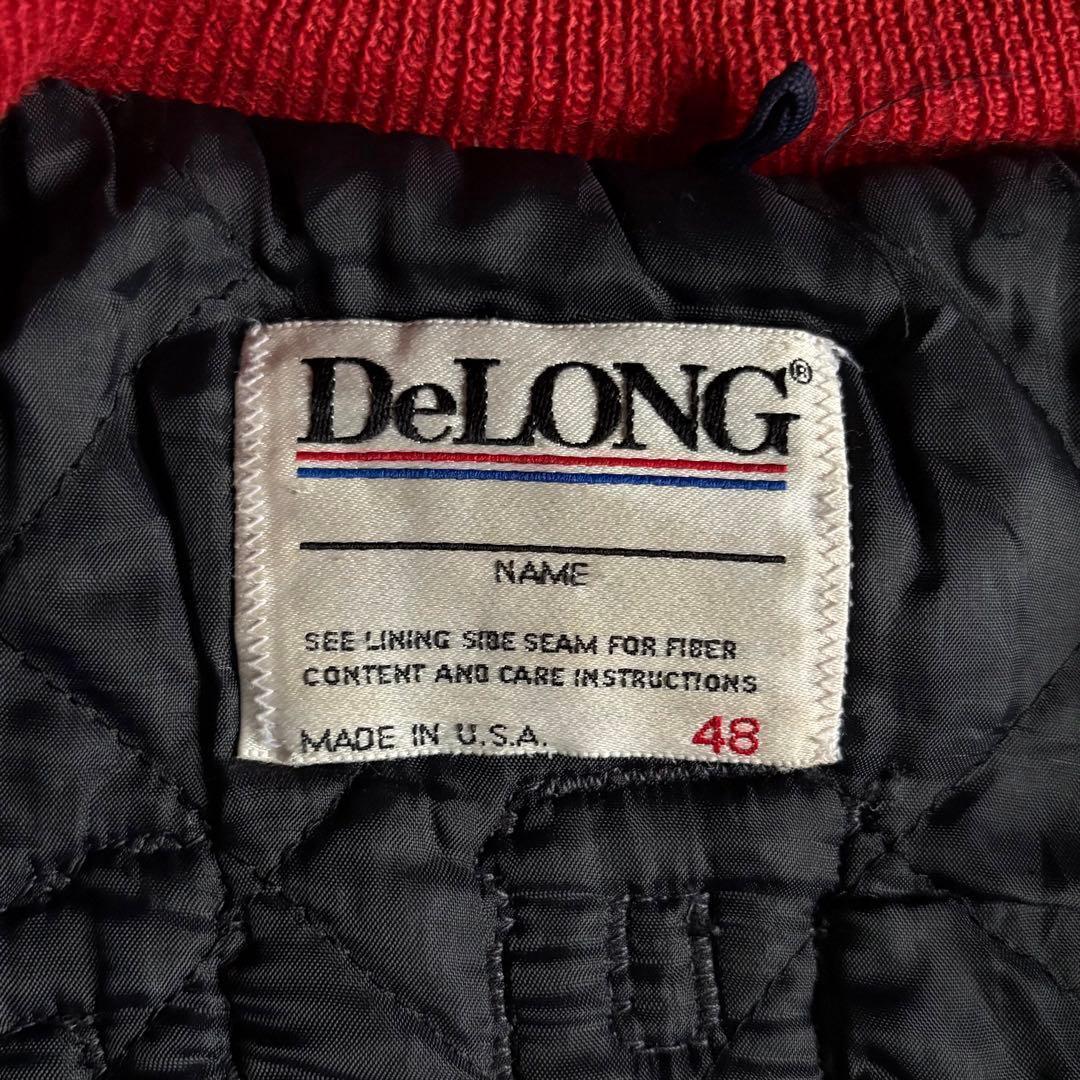 DeLONG®
NAME
SEE LINING SIDE SEAM FOR FIBER
CONTENT AND CARE INSTRUCTIONS
MADE IN U.S.A. 48